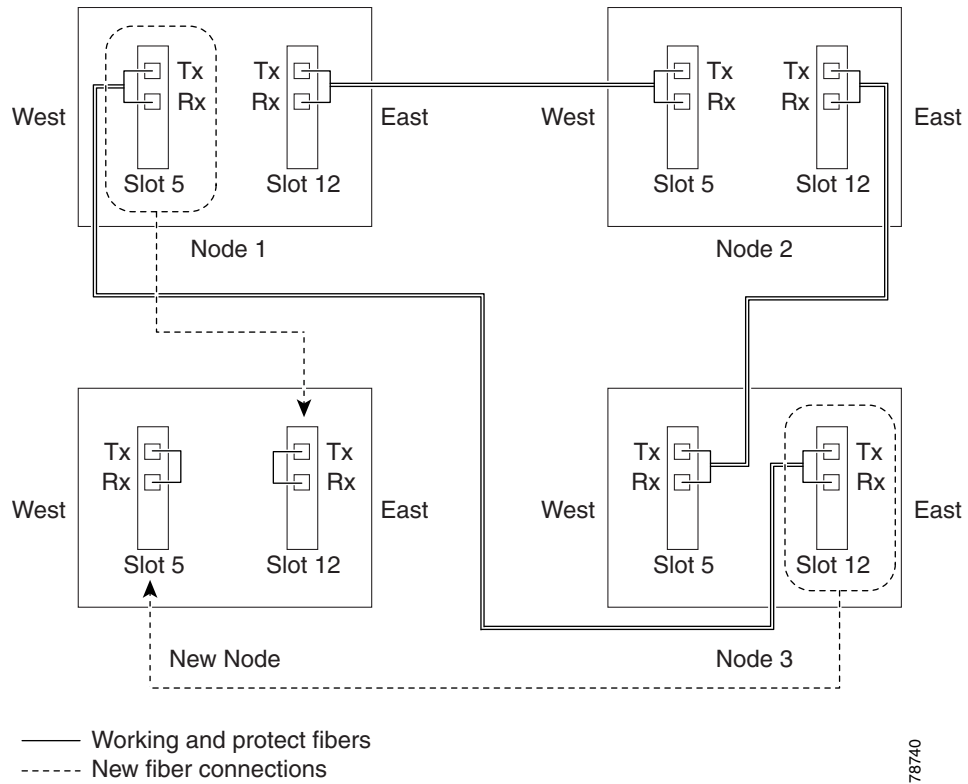 Tx
Rx
Slot 5
Tx
Rx
Slot 12
West
East
Node 1
Tx
Rx
Slot 5
Tx
Rx
Slot 12
West
East
Node 2
Tx
Rx
Slot 5
Tx
Rx
Slot 12
West
East
New Node
Tx
Rx
Slot 5
Tx
Rx
Slot 12
West
East
Node 3
Working and protect fibers
New fiber connections
78740